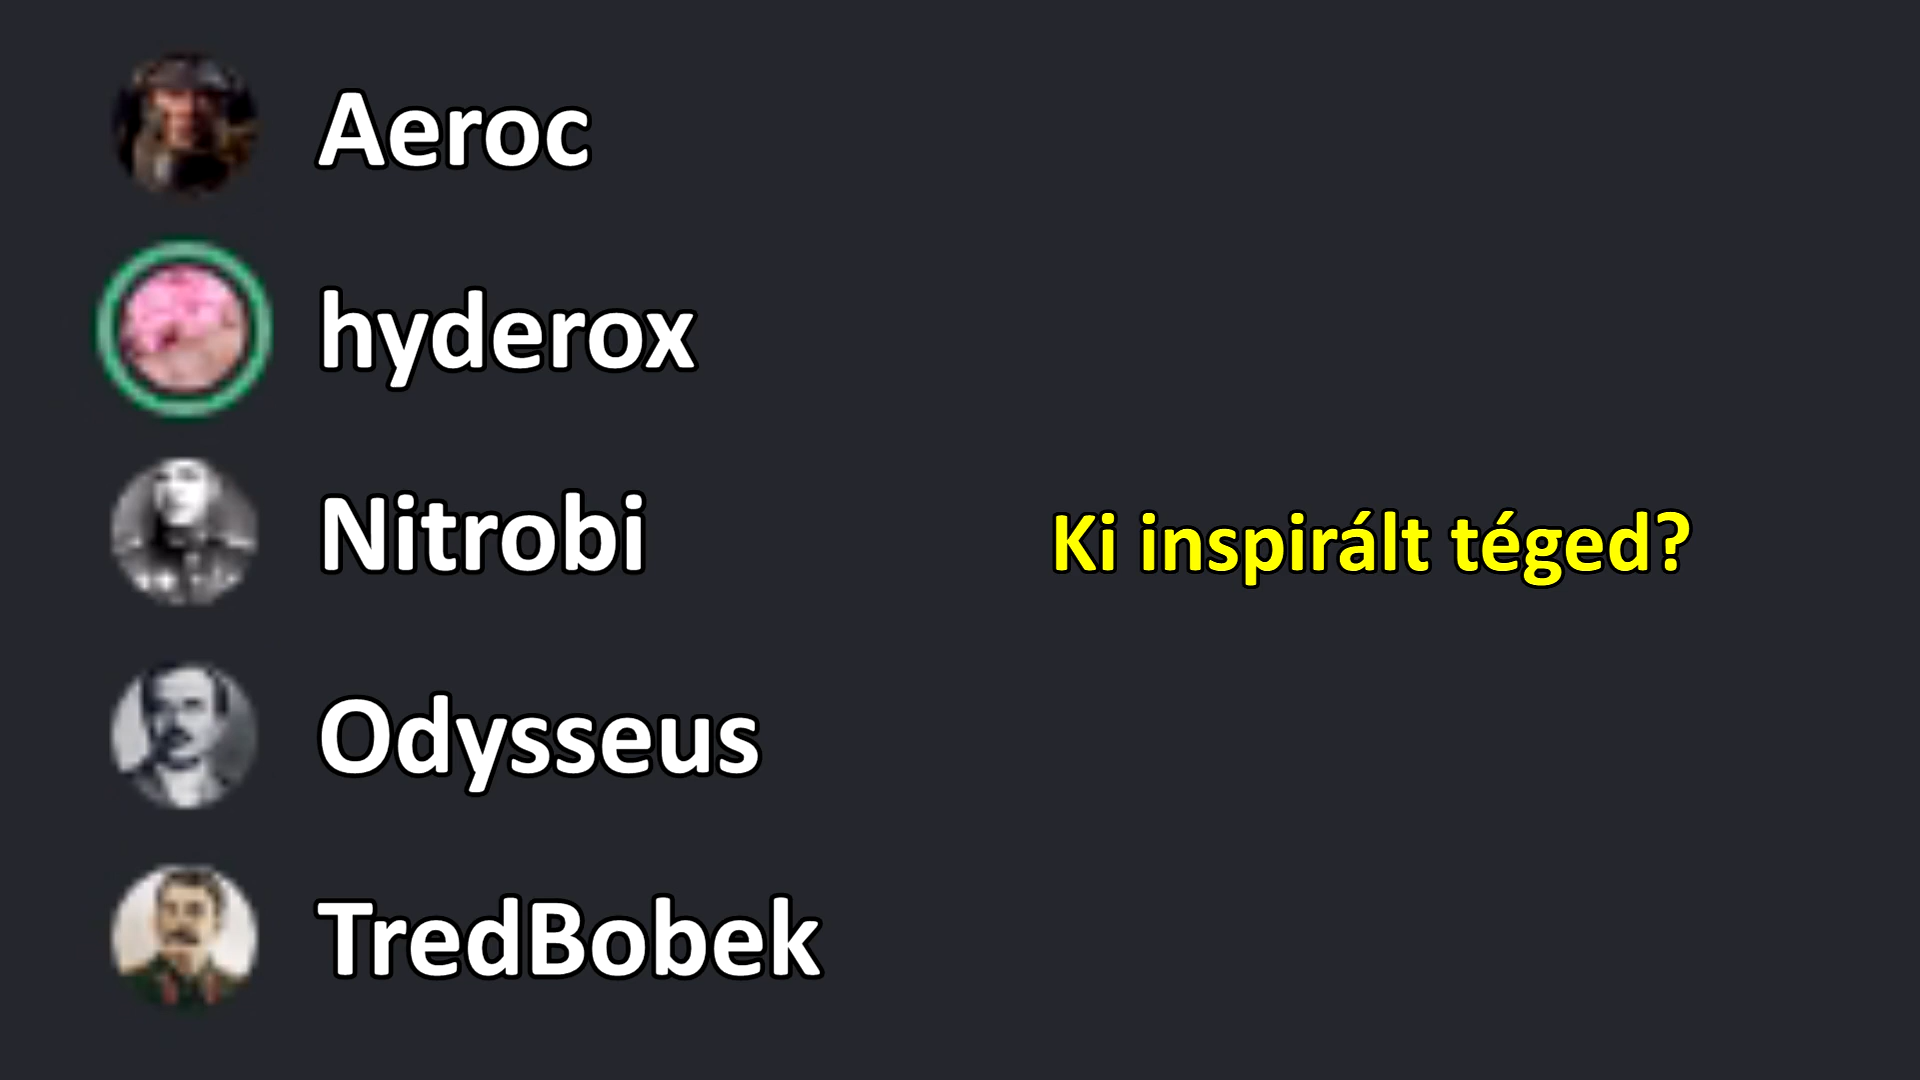 Aeroc
hyderox
Nitrobi
Ki inspirált téged?
Odysseus
TredBobek